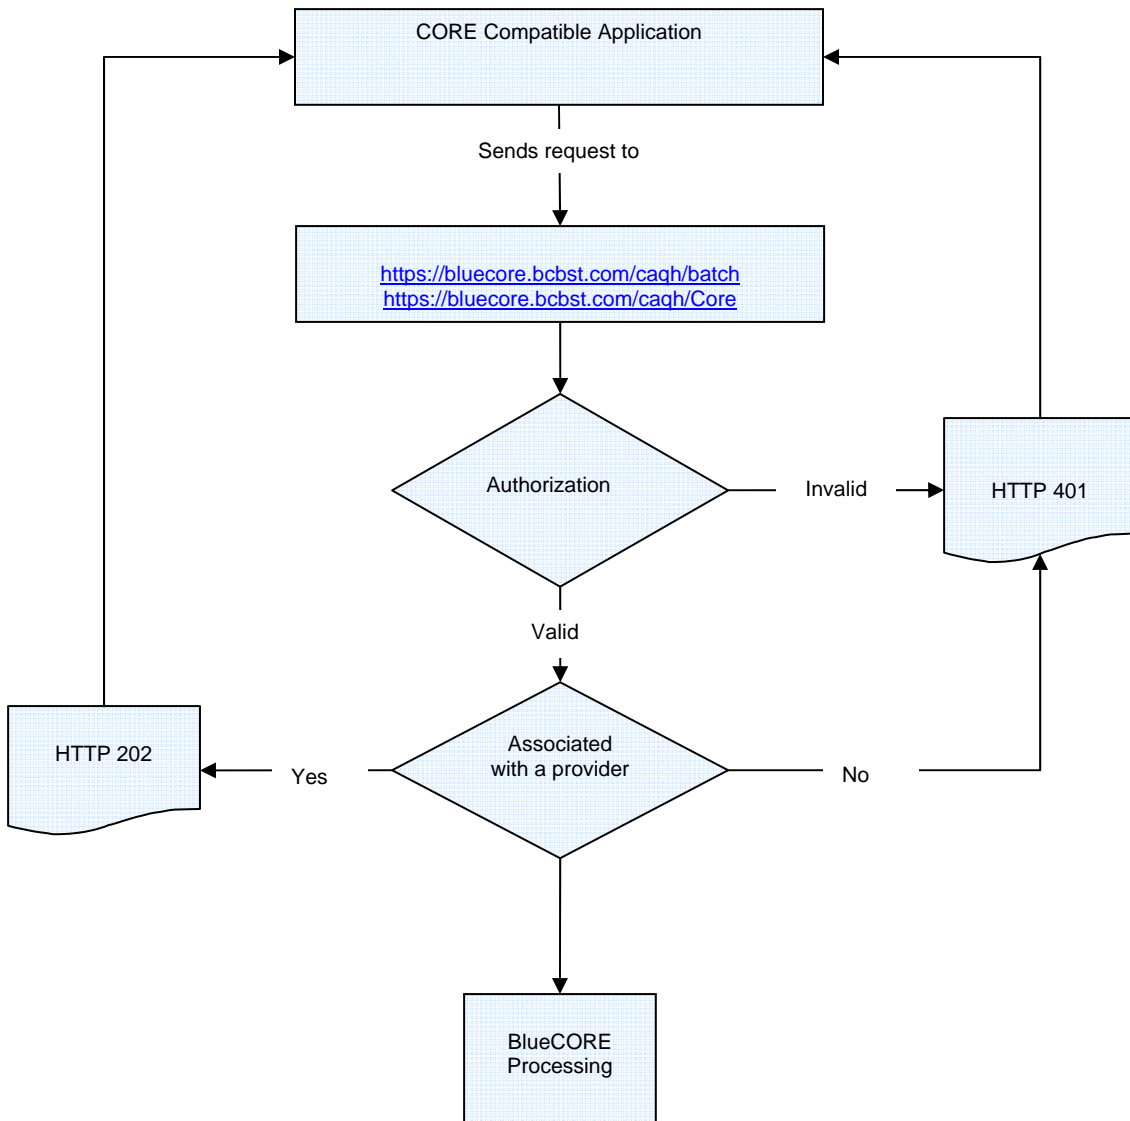 CORE Compatible Application
Sends request to
https://bluecore.bcbst.com/caqh/batch
https://bluecore.bcbst.com/caqh/Core
Authorization
Invalid
HTTP 401
Valid
Associated
with a provider
HTTP 202
Yes
No
BlueCORE
Processing